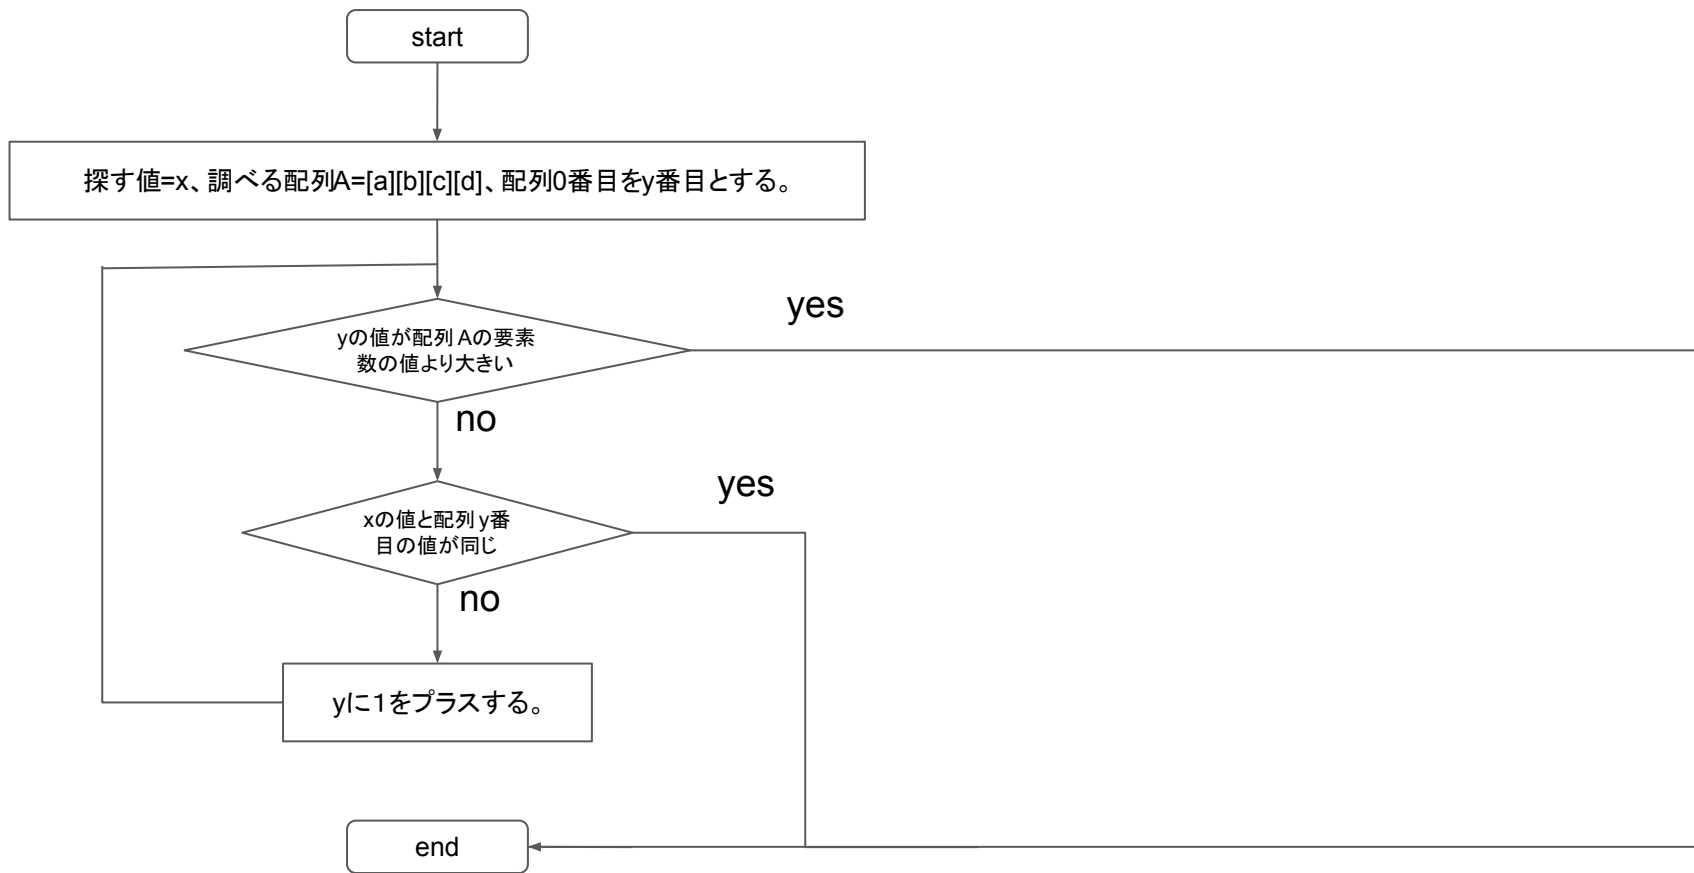 start
探す値=x、調べる配列A=[a][b][c][d]、配列0番目をy番目とする。
yの値が配列Aの要素
数の値より大きい
yes
no
xの値と配列y番
目の値が同じ
yes
no
yに１をプラスする。
end